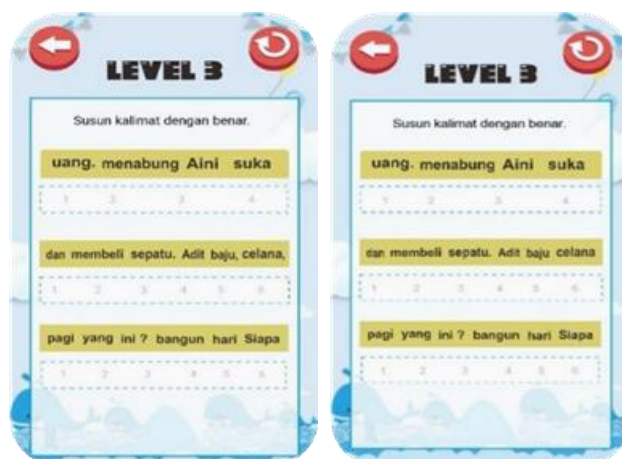 LEVEL 3
Susun kalimat dengan benar.
uang. menabung Aini suka
1 2 3 4
dan membeli sepatu. Adit baju, celana,
1 2 3 4 5 6
pagi yang ini ? bangun hari Siapa
1 2 3 4 5 6
LEVEL 3
Susun kalimat dengan benar.
uang. menabung Aini suka
1 2 3 4
dan membeli sepatu. Adit baju celana
1 2 3 4 5 6
pagi yang ini ? bangun hari Siapa
1 2 3 4 5 6